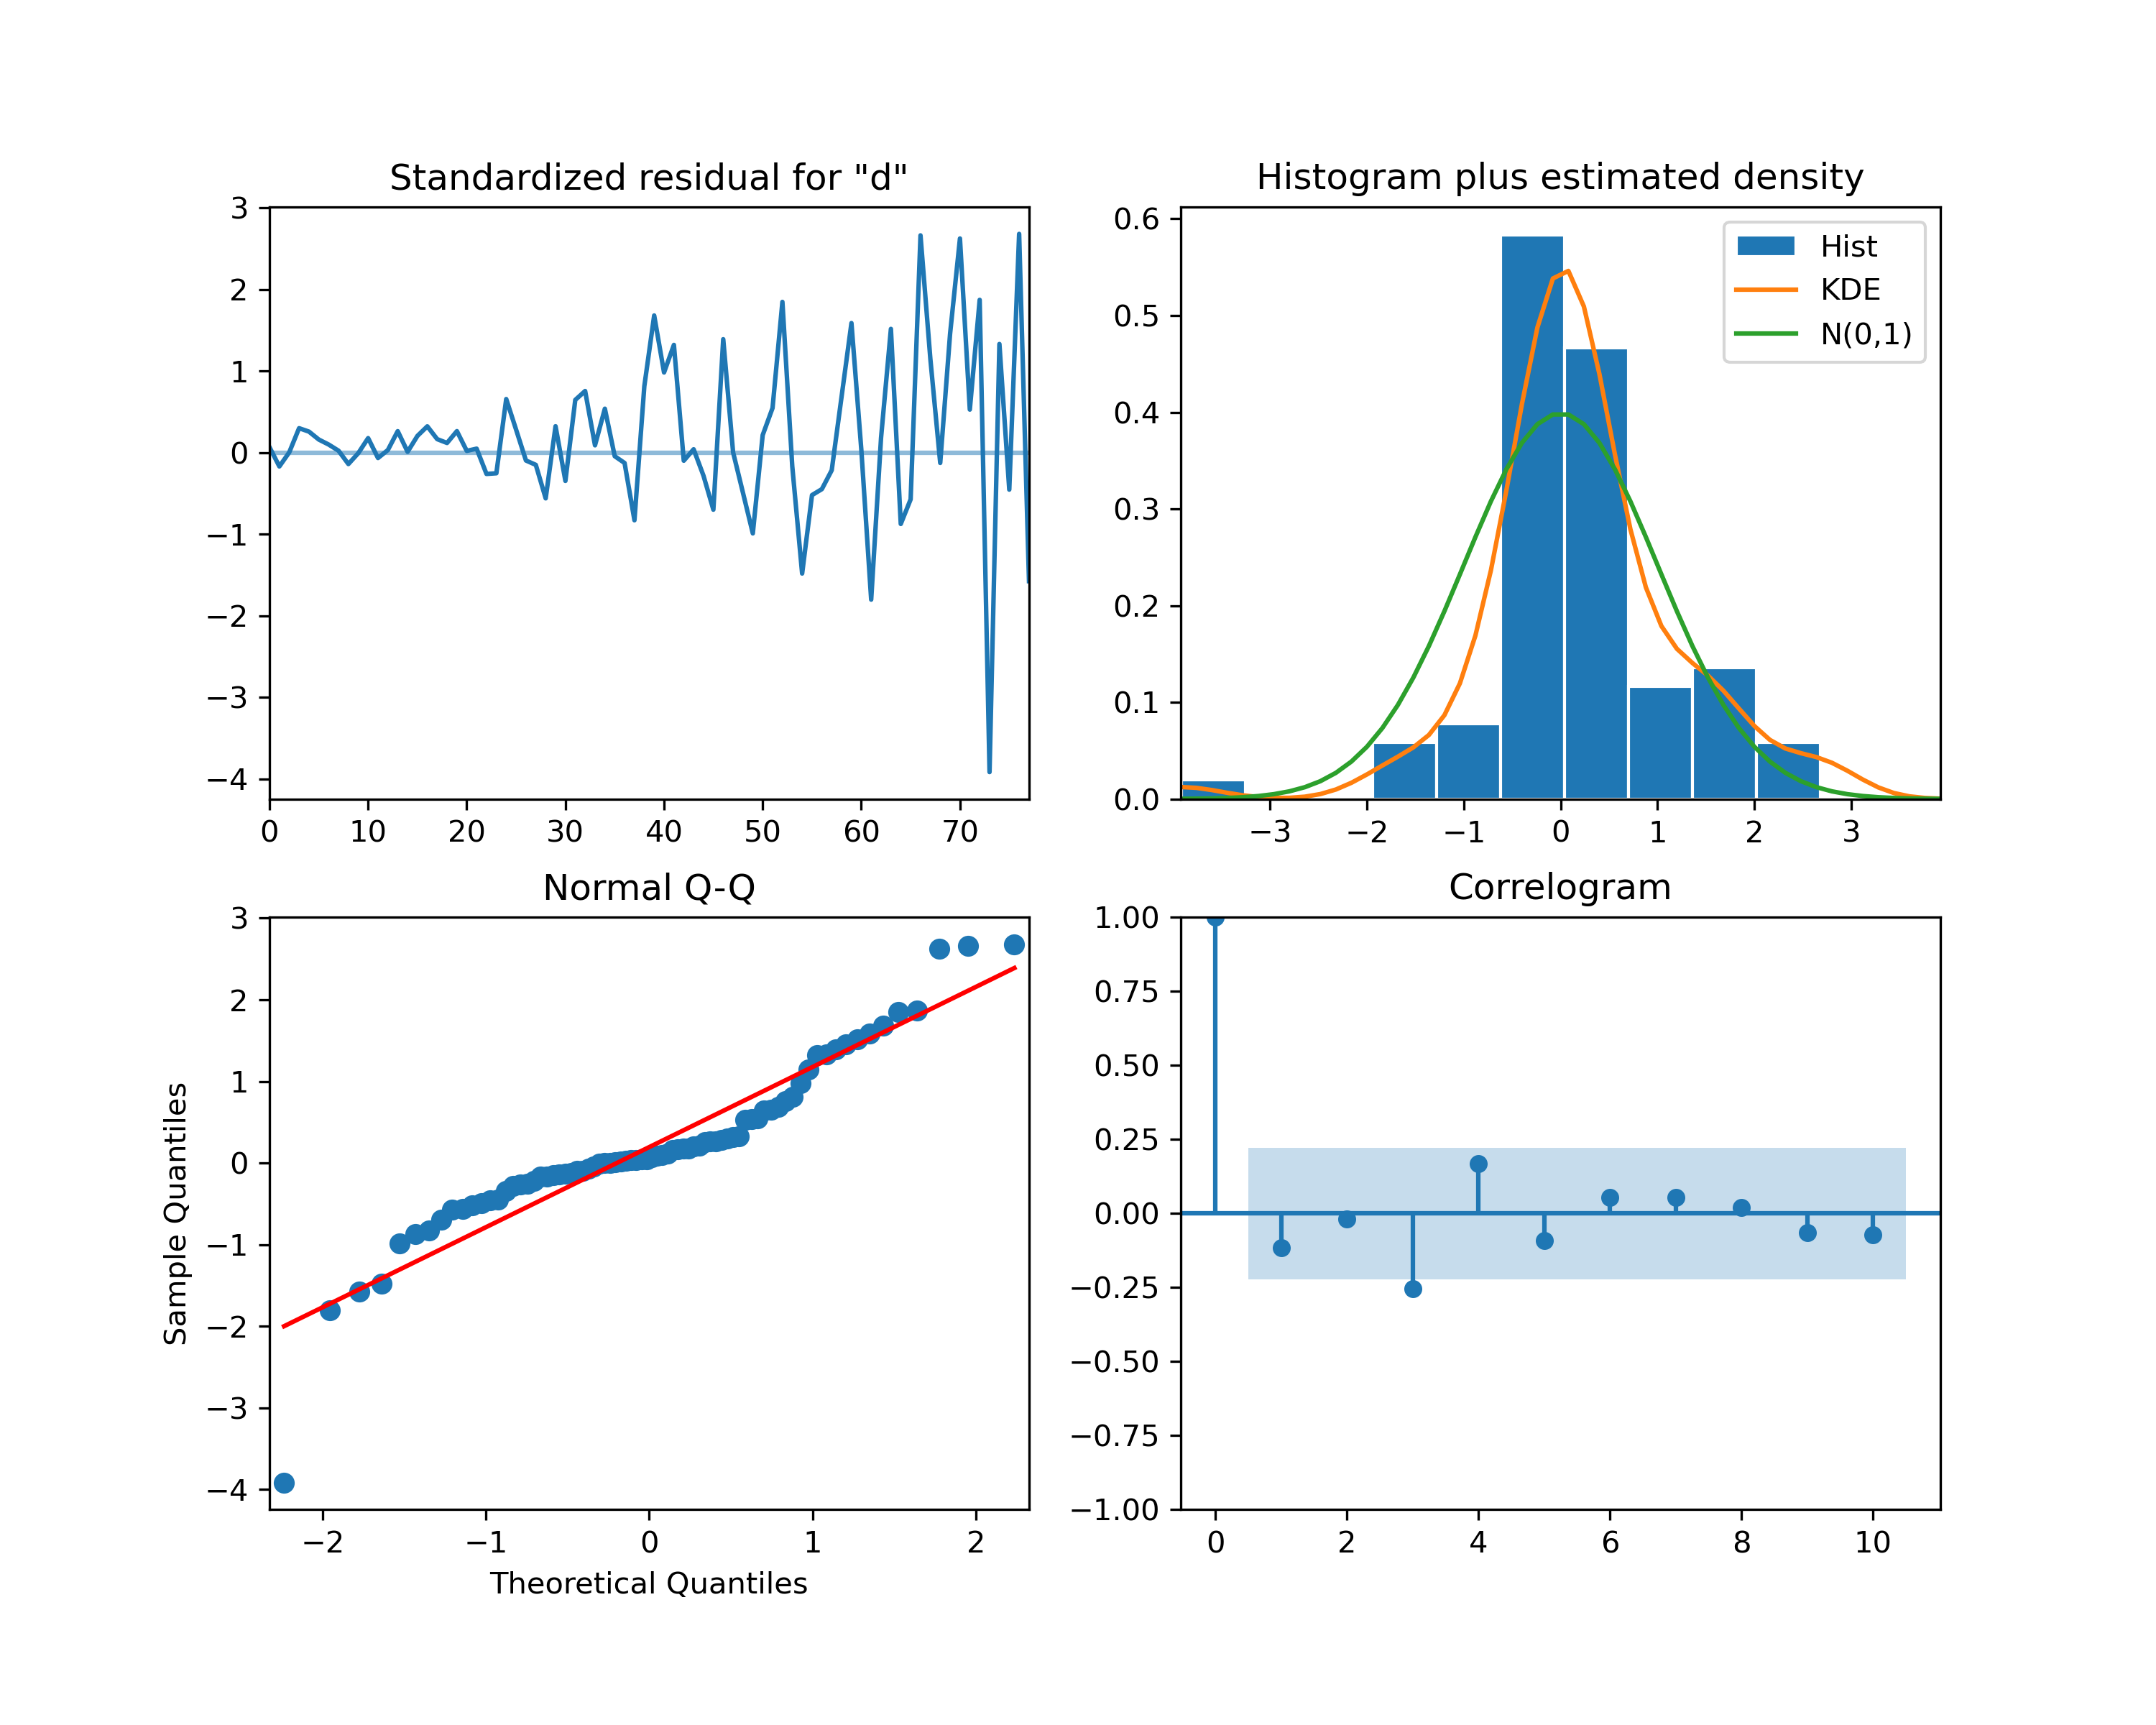 Standardized residual for "d"
3
2
1
0
−1
−2
−3
−4
0 10 20 30 40 50 60 70
Histogram plus estimated density
0.6
0.5
0.4
0.3
0.2
0.1
0.0
−3 −2 −1 0 1 2 3
Hist
KDE
N(0,1)
Normal Q-Q
3
2
1
0
−1
−2
−3
−4
Sample Quantiles
−2 −1 0 1 2
Theoretical Quantiles
Correlogram
1.00
0.75
0.50
0.25
0.00
−0.25
−0.50
−0.75
−1.00
0 2 4 6 8 10